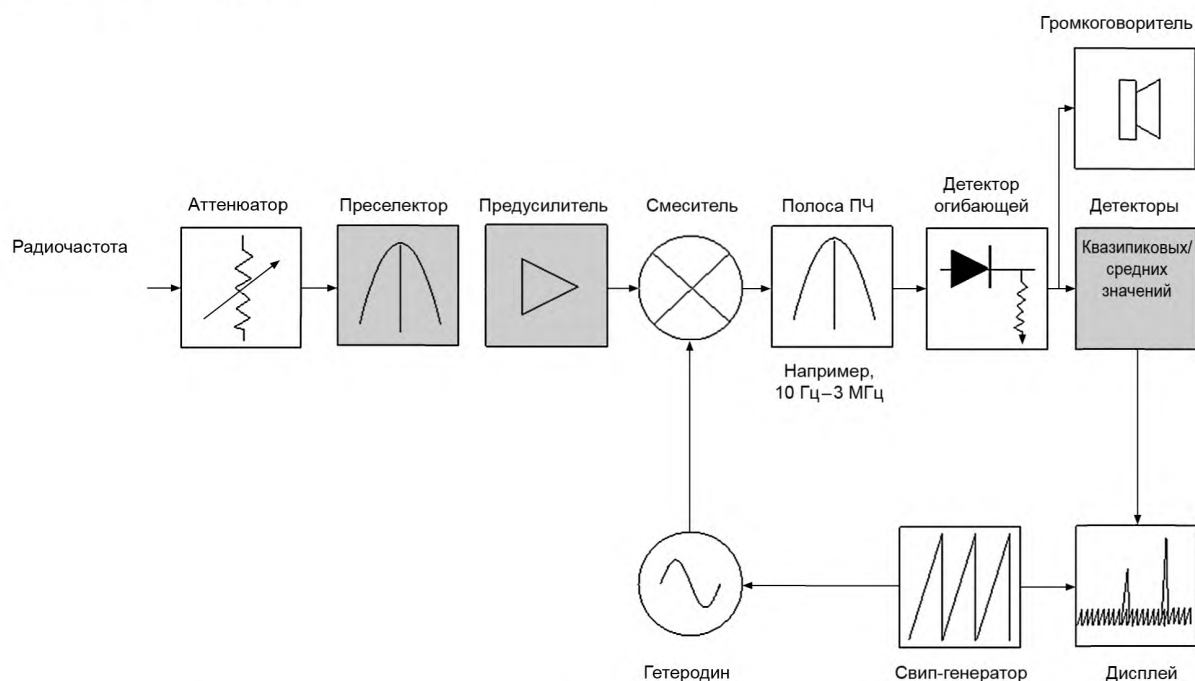 Громкоговоритель
Аттенюатор
Преселектор
Предусилитель
Смеситель
Полоса ПЧ
Детектор
огибающей
Детекторы
Радиочастота
Квазипиковых/
средних
значений
Например,
10 Гц–3 МГц
Гетеродин
Свип-генератор
Дисплей